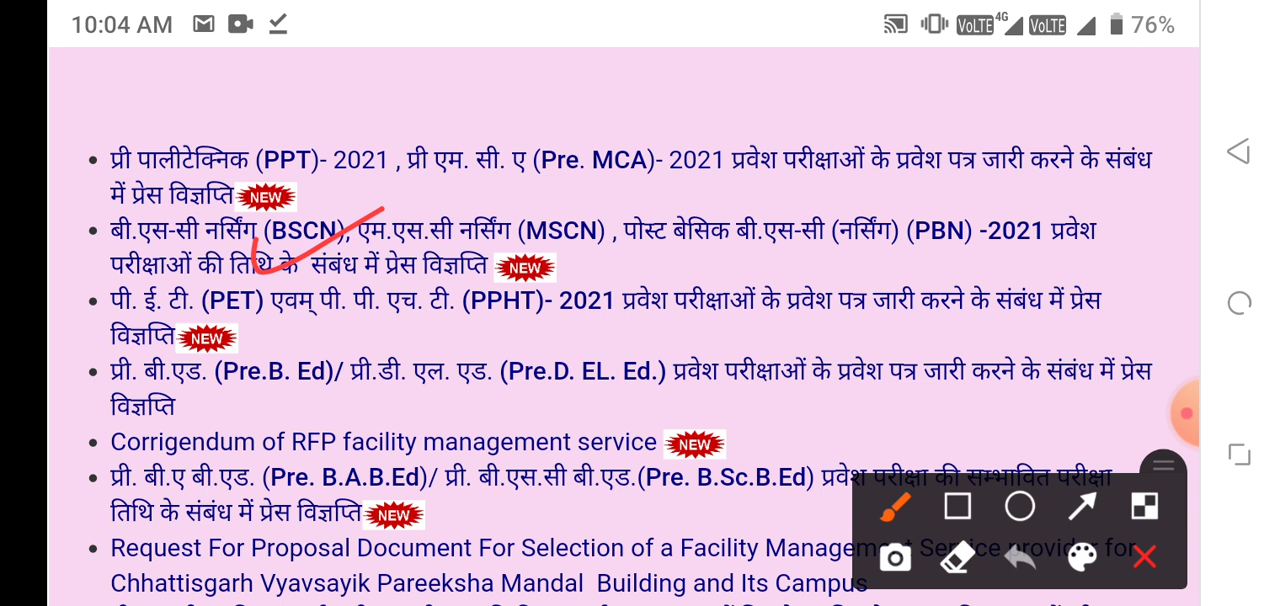 10:04 AM VoLTE 4G VoLTE 76%
• प्री पालीटेक्निक (PPT)- 2021 , प्री एम. सी. ए (Pre. MCA)- 2021 प्रवेश परीक्षाओं के प्रवेश पत्र जारी करने के संबंध
में प्रेस विज्ञप्ति NEW
• बी.एस-सी नर्सिंग (BSCN), एम.एस.सी नर्सिंग (MSCN) , पोस्ट बेसिक बी.एस-सी (नर्सिंग) (PBN) -2021 प्रवेश
परीक्षाओं की तिथि के संबंध में प्रेस विज्ञप्ति NEW
• पी. ई. टी. (PET) एवम् पी. पी. एच. टी. (PPHT)- 2021 प्रवेश परीक्षाओं के प्रवेश पत्र जारी करने के संबंध में प्रेस
विज्ञप्ति NEW
• प्री. बी.एड. (Pre.B. Ed)/ प्री.डी. एल. एड. (Pre.D. EL. Ed.) प्रवेश परीक्षाओं के प्रवेश पत्र जारी करने के संबंध में प्रेस
विज्ञप्ति
• Corrigendum of RFP facility management service NEW
• प्री. बी.ए बी.एड. (Pre. B.A.B.Ed)/ प्री. बी.एस.सी बी.एड.(Pre. B.Sc.B.Ed) प्रवेश परीक्षा की सम्भावित परीक्षा
तिथि के संबंध में प्रेस विज्ञप्ति NEW
• Request For Proposal Document For Selection of a Facility Management Service provider for
Chhattisgarh Vyavsayik Pareeksha Mandal Building and Its Campus